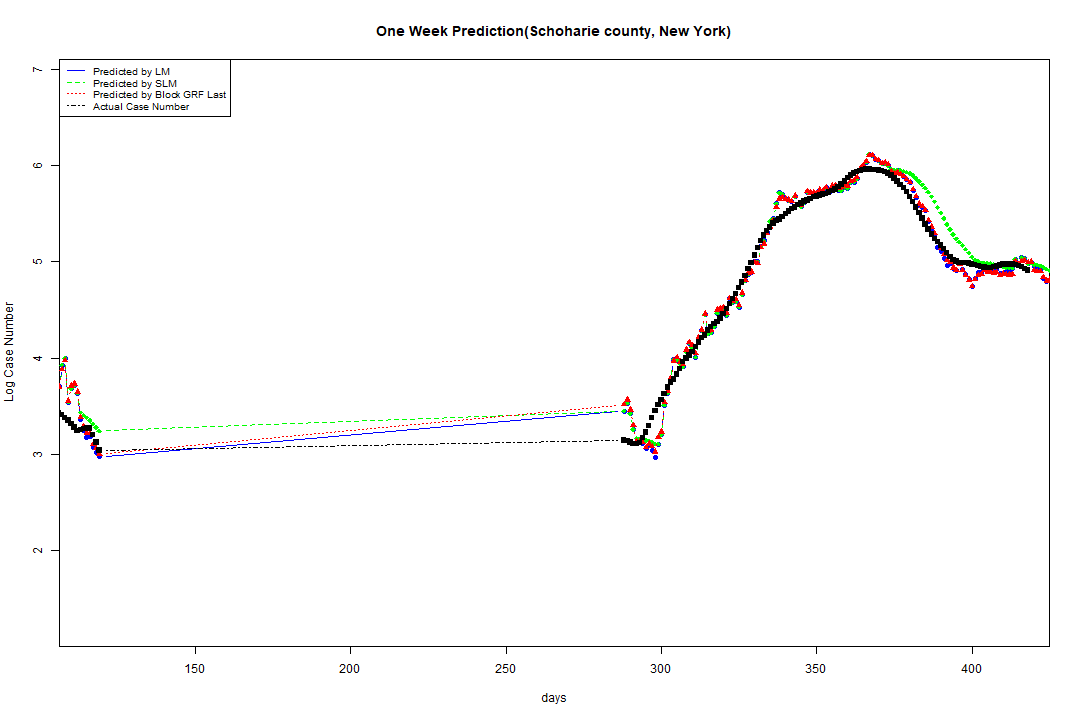 One Week Prediction(Schoharie county, New York)
Predicted by LM
Predicted by SLM
Predicted by Block GRF Last
Actual Case Number
7
6
5
4
3
2
Log Case Number
150 200 250 300 350 400
days